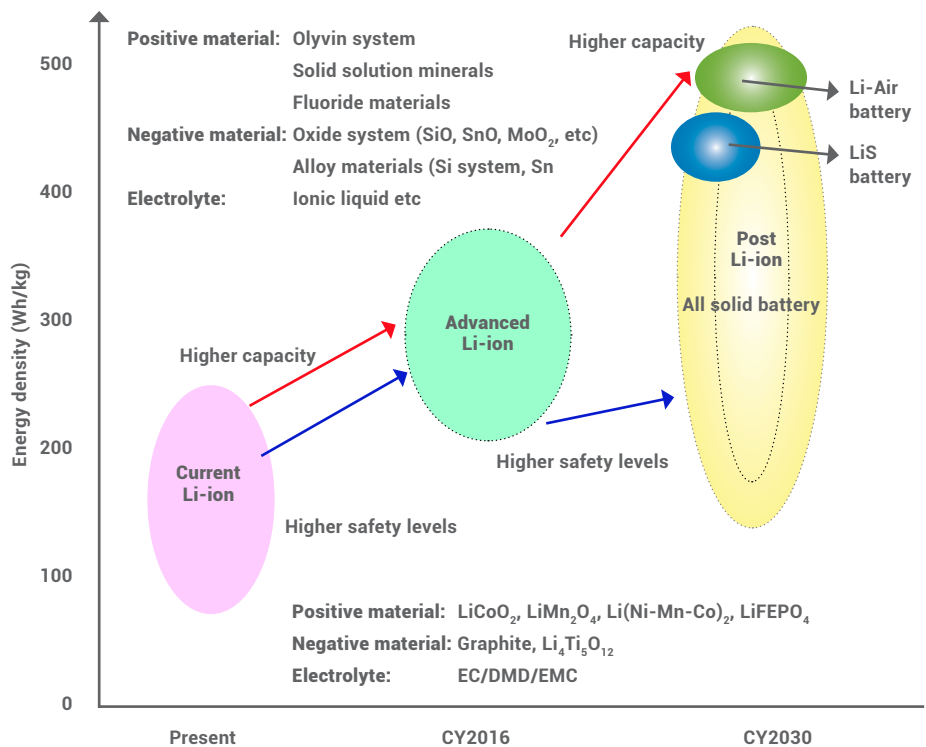 Positive material: Olyvin system
Solid solution minerals
Fluoride materials
Negative material: Oxide system (SiO, SnO, MoO₂, etc)
Alloy materials (Si system, Sn
Electrolyte: Ionic liquid etc
Higher capacity
Li-Air
battery
LiS
battery
Post
Li-ion
All solid battery
Advanced
Li-ion
Higher capacity
Higher safety levels
Current
Li-ion
Higher safety levels
Positive material: LiCoO₂, LiMn₂O₄, Li(Ni-Mn-Co)₂, LiFEPO₄
Negative material: Graphite, Li₄Ti₅O₁₂
Electrolyte: EC/DMD/EMC
Energy density (Wh/kg)
500
400
300
200
100
0
Present
CY2016
CY2030